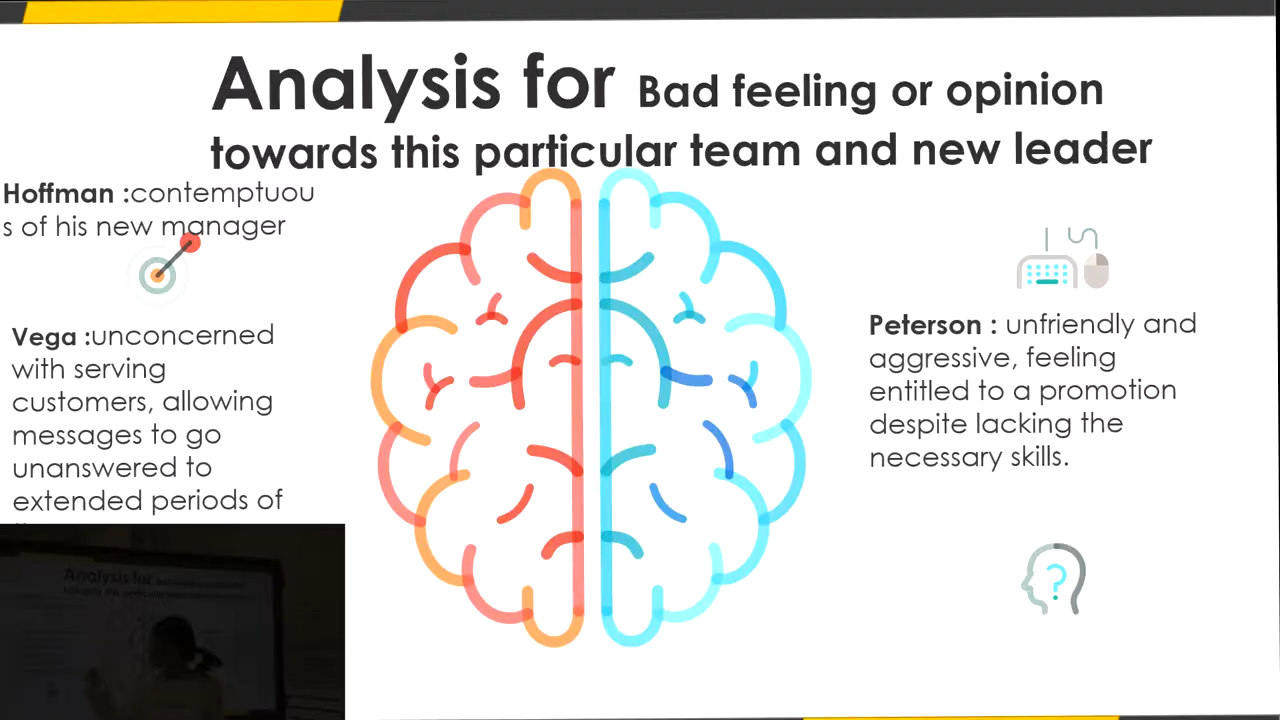 Analysis for Bad feeling or opinion
towards this particular team and new leader
Hoffman :contemptuou
s of his new manager
Vega :unconcerned
with serving
customers, allowing
messages to go
unanswered to
extended periods of
Peterson : unfriendly and
aggressive, feeling
entitled to a promotion
despite lacking the
necessary skills.
?
Analysis for